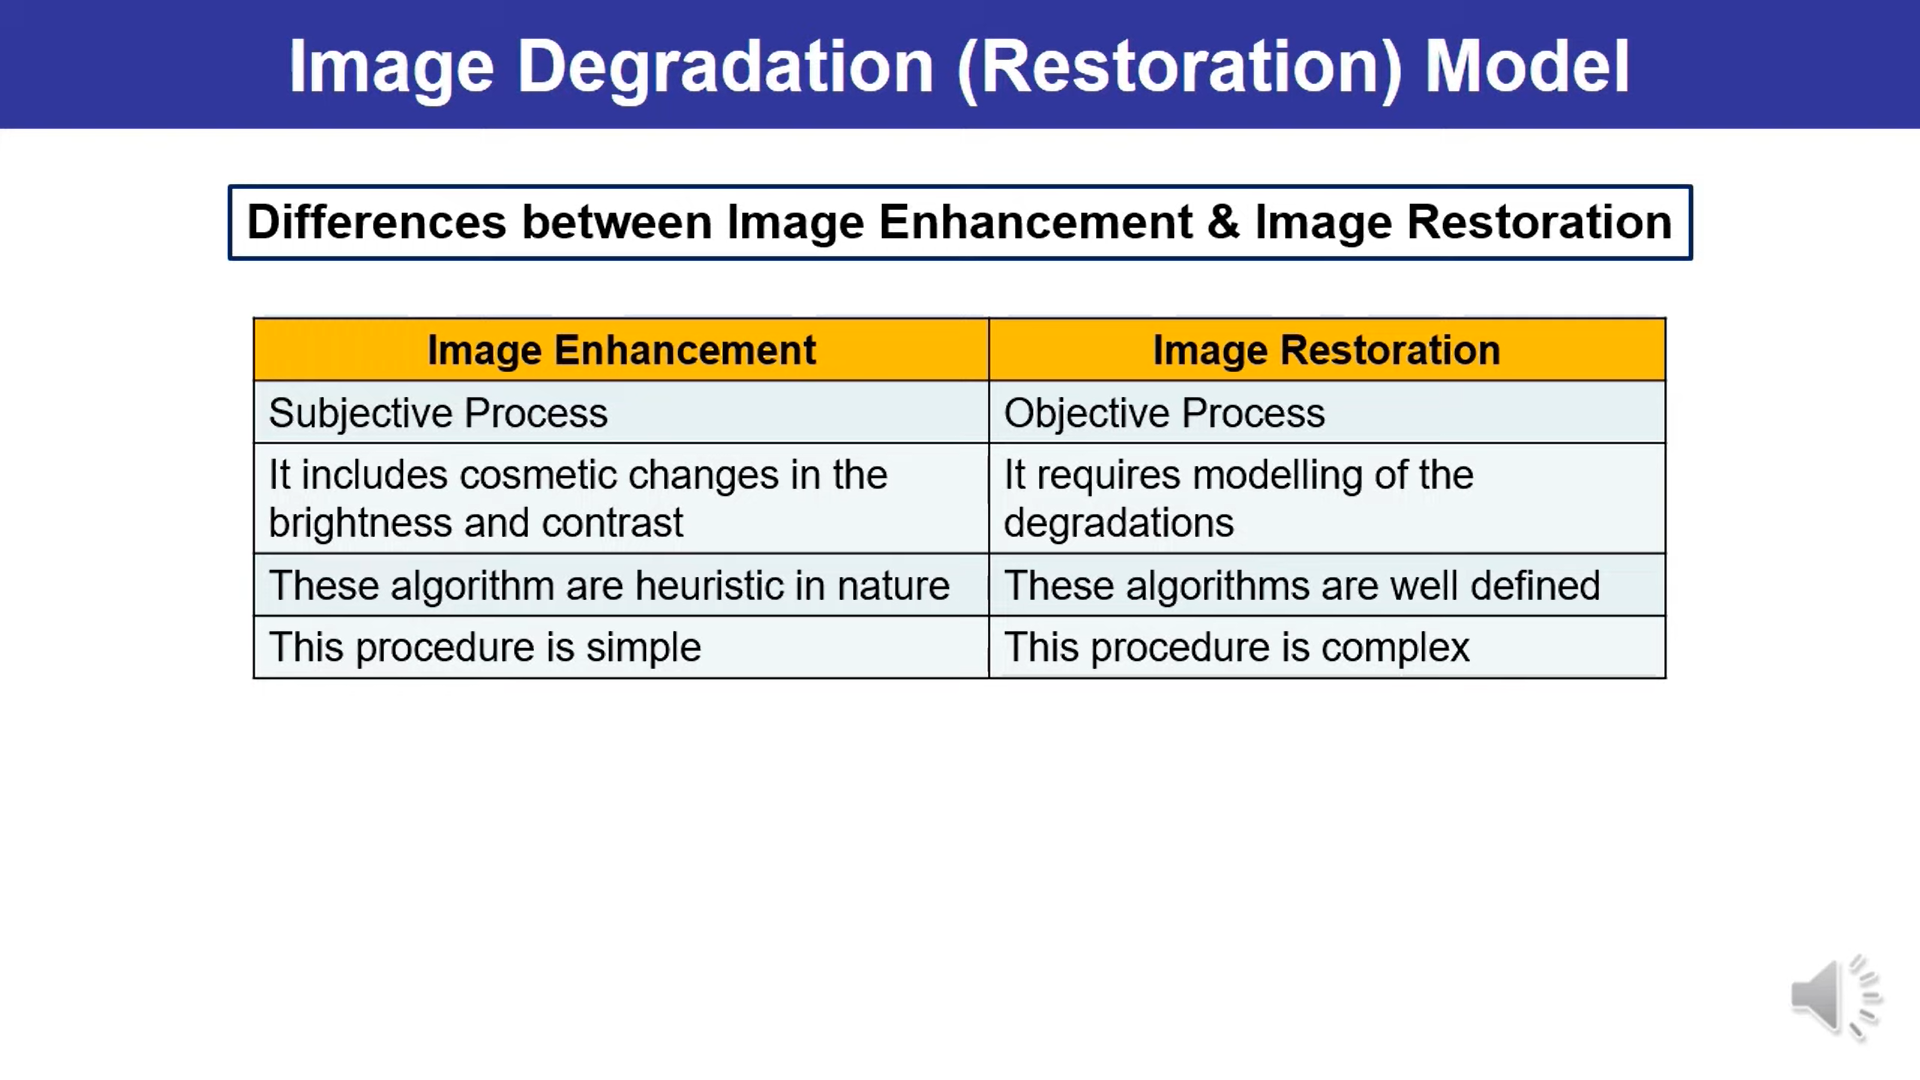 Image Degradation (Restoration) Model
Differences between Image Enhancement & Image Restoration
Image Enhancement
Image Restoration
Subjective Process
Objective Process
It includes cosmetic changes in the
brightness and contrast
It requires modelling of the
degradations
These algorithm are heuristic in nature
These algorithms are well defined
This procedure is simple
This procedure is complex